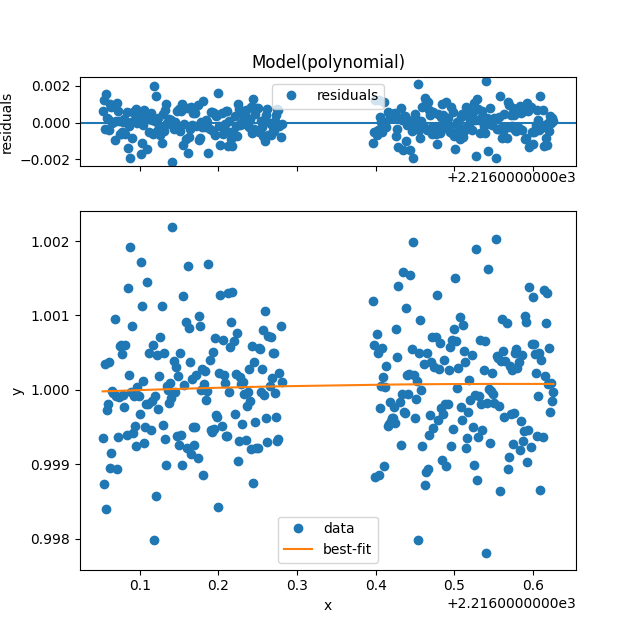 Model(polynomial)
residuals
0.002
0.000
−0.002
residuals
+2.2160000000e3
y
1.002
1.001
1.000
0.999
0.998
data
best-fit
0.1 0.2 0.3 0.4 0.5 0.6
x
+2.2160000000e3